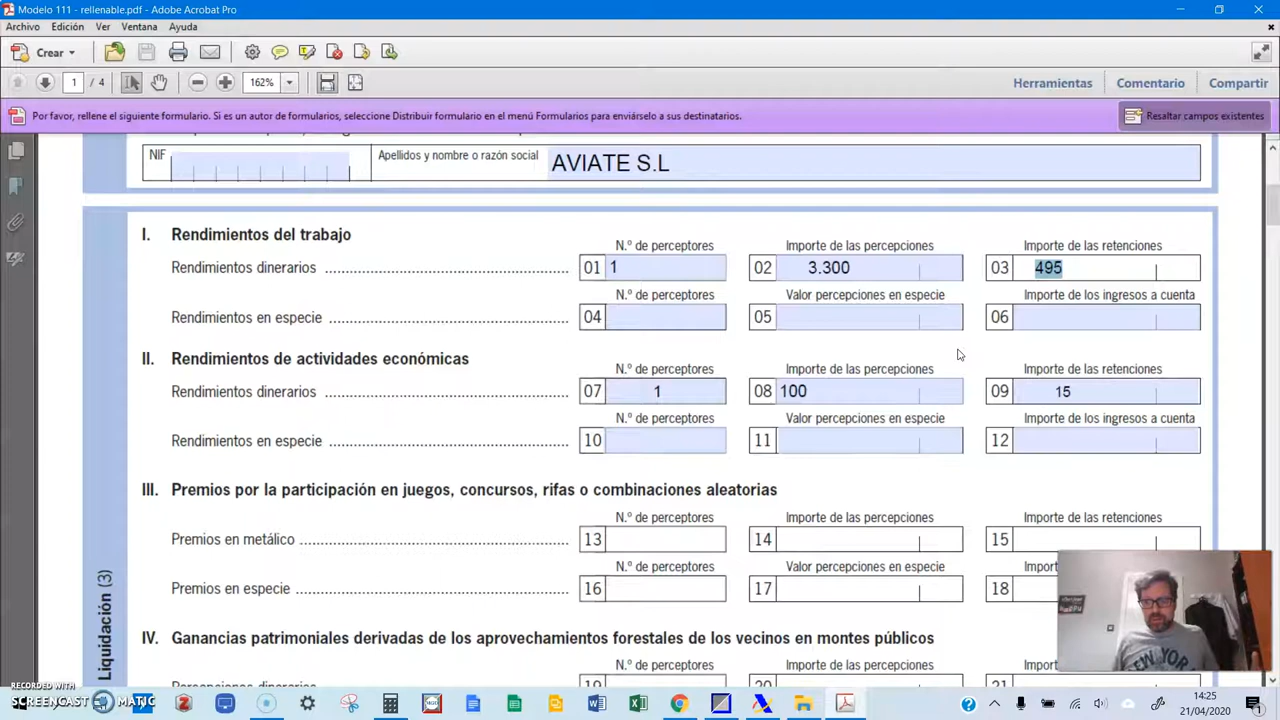 Modelo 111 - rellenable.pdf - Adobe Acrobat Pro
Archivo Edición Ver Ventana Ayuda
Crear
1 / 4 162% Herramientas Comentario Compartir
Por favor, rellene el siguiente formulario. Si es un autor de formularios, seleccione Distribuir formulario en el menú Formularios para enviárselo a sus destinatarios. Resaltar campos existentes
NIF Apellidos y nombre o razón social AVIATE S.L
I. Rendimientos del trabajo
N.º de perceptores Importe de las percepciones Importe de las retenciones
Rendimientos dinerarios 01 1 02 3.300 03 495
N.º de perceptores Valor percepciones en especie Importe de los ingresos a cuenta
Rendimientos en especie 04 05 06
II. Rendimientos de actividades económicas
N.º de perceptores Importe de las percepciones Importe de las retenciones
Rendimientos dinerarios 07 1 08 100 09 15
N.º de perceptores Valor percepciones en especie Importe de los ingresos a cuenta
Rendimientos en especie 10 11 12
III. Premios por la participación en juegos, concursos, rifas o combinaciones aleatorias
N.º de perceptores Importe de las percepciones Importe de las retenciones
Premios en metálico 13 14 15
N.º de perceptores Valor percepciones en especie Import
Premios en especie 16 17 18
Liquidación (3)
IV. Ganancias patrimoniales derivadas de los aprovechamientos forestales de los vecinos en montes públicos
N.º de perceptores Importe de las percepciones
NEW YORK
RECORDED WITH
SCREENCAST MATIC
14:25
21/04/2020